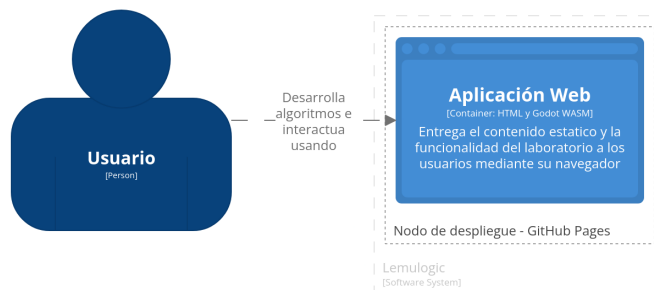 Usuario
[Person]
Desarrolla
algoritmos e
interactua
usando
Aplicación Web
[Container: HTML y Godot WASM]
Entrega el contenido estatico y la
funcionalidad del laboratorio a los
usuarios mediante su navegador
Nodo de despliegue - GitHub Pages
Lemulogic
[Software System]